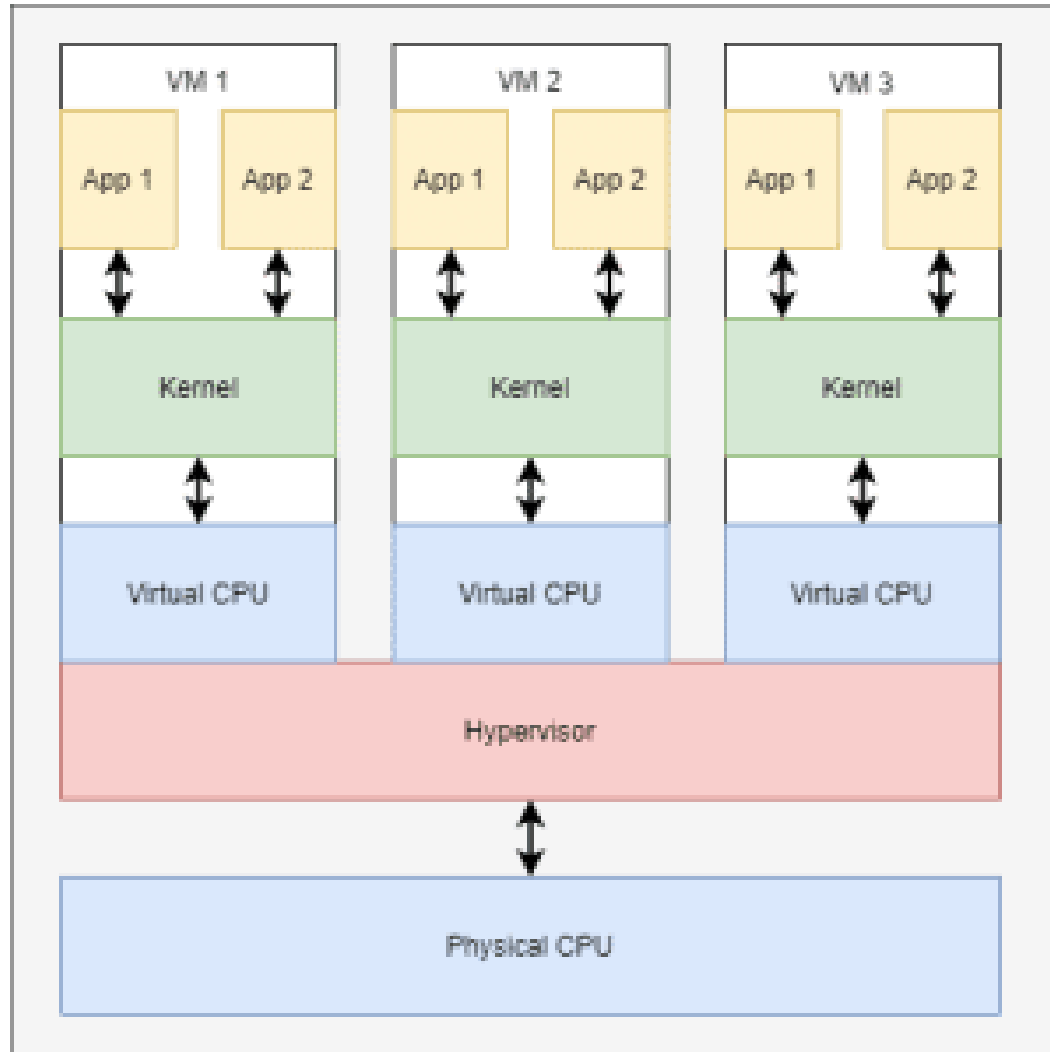 VM 1
VM 2
VM 3
App 1
App 2
App 1
App 2
App 1
App 2
Kernel
Kernel
Kernel
Virtual CPU
Virtual CPU
Virtual CPU
Hypervisor
Physical CPU